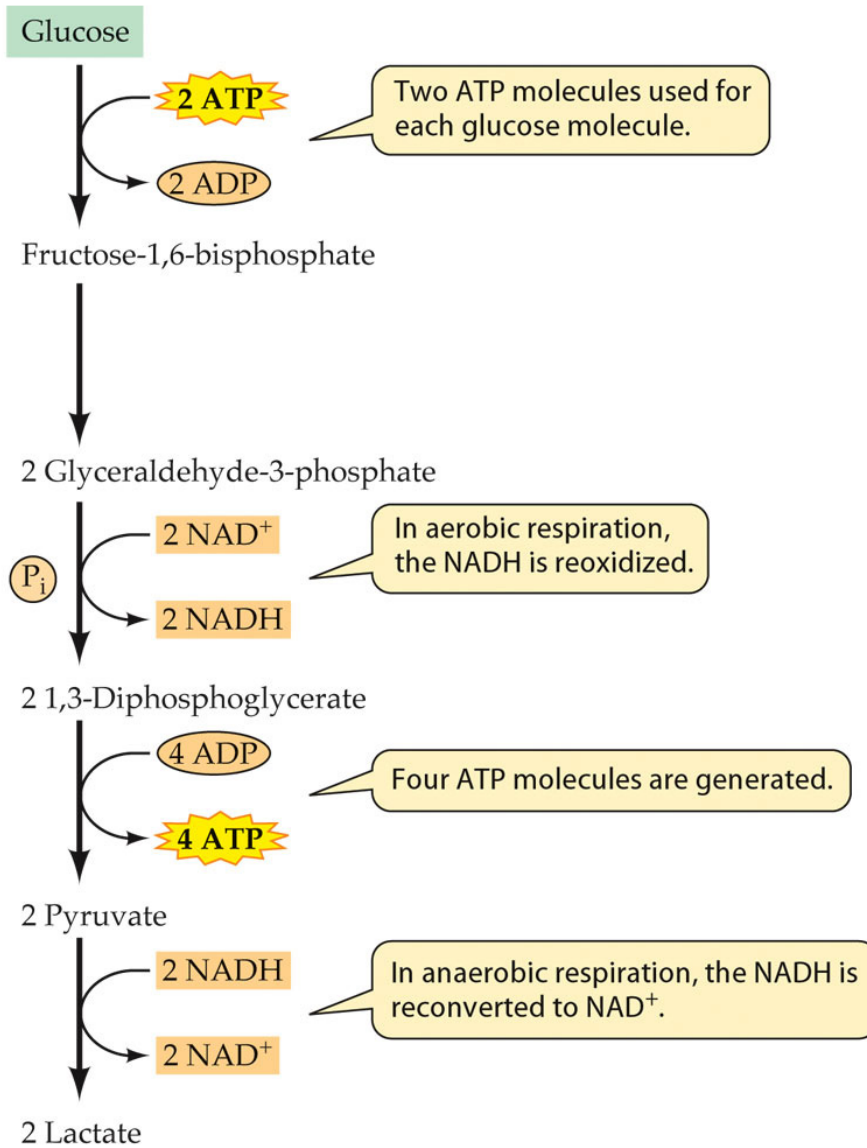 Glucose
2 ATP
Two ATP molecules used for
each glucose molecule.
2 ADP
Fructose-1,6-bisphosphate
2 Glyceraldehyde-3-phosphate
2 NAD⁺
In aerobic respiration,
the NADH is reoxidized.
Pᵢ
2 NADH
2 1,3-Diphosphoglycerate
4 ADP
Four ATP molecules are generated.
4 ATP
2 Pyruvate
2 NADH
In anaerobic respiration, the NADH is
reconverted to NAD⁺.
2 NAD⁺
2 Lactate